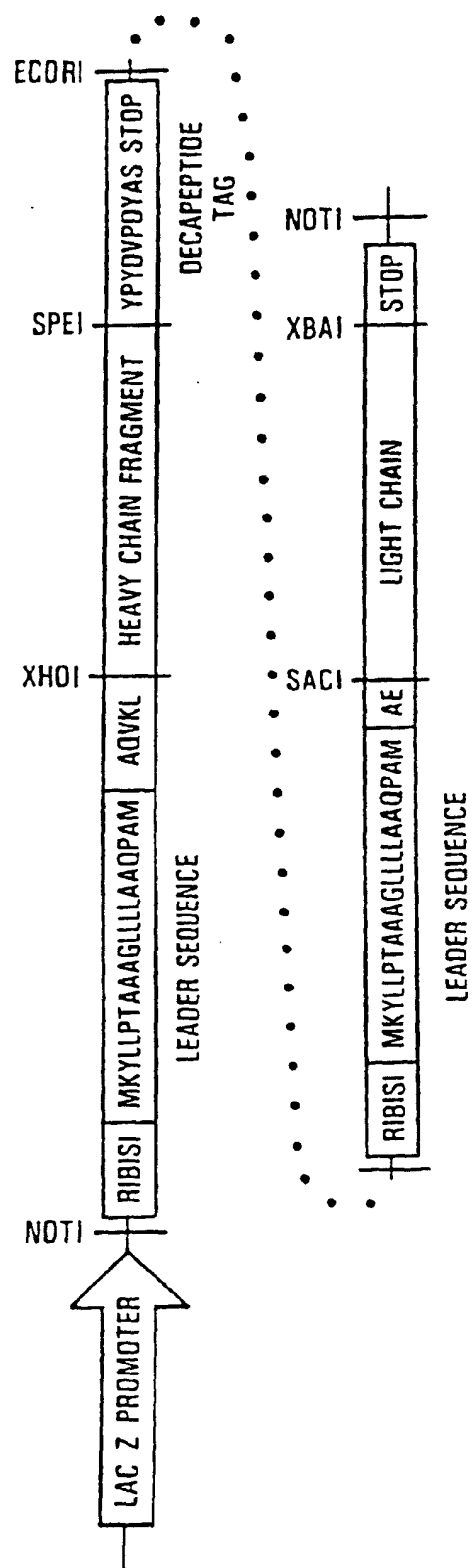 LAC Z PROMOTER
NOTI
RIBISI
MKYLLPTAAAGLLLLAAQPAM
LEADER SEQUENCE
AQVKL
XHOI
HEAVY CHAIN FRAGMENT
SPEI
YPYDVPDYAS STOP
DECAPEPTIDE
TAG
ECORI
RIBISI
MKYLLPTAAAGLLLLAAQPAM
LEADER SEQUENCE
AE
SACI
LIGHT CHAIN
XBAI
STOP
NOTI